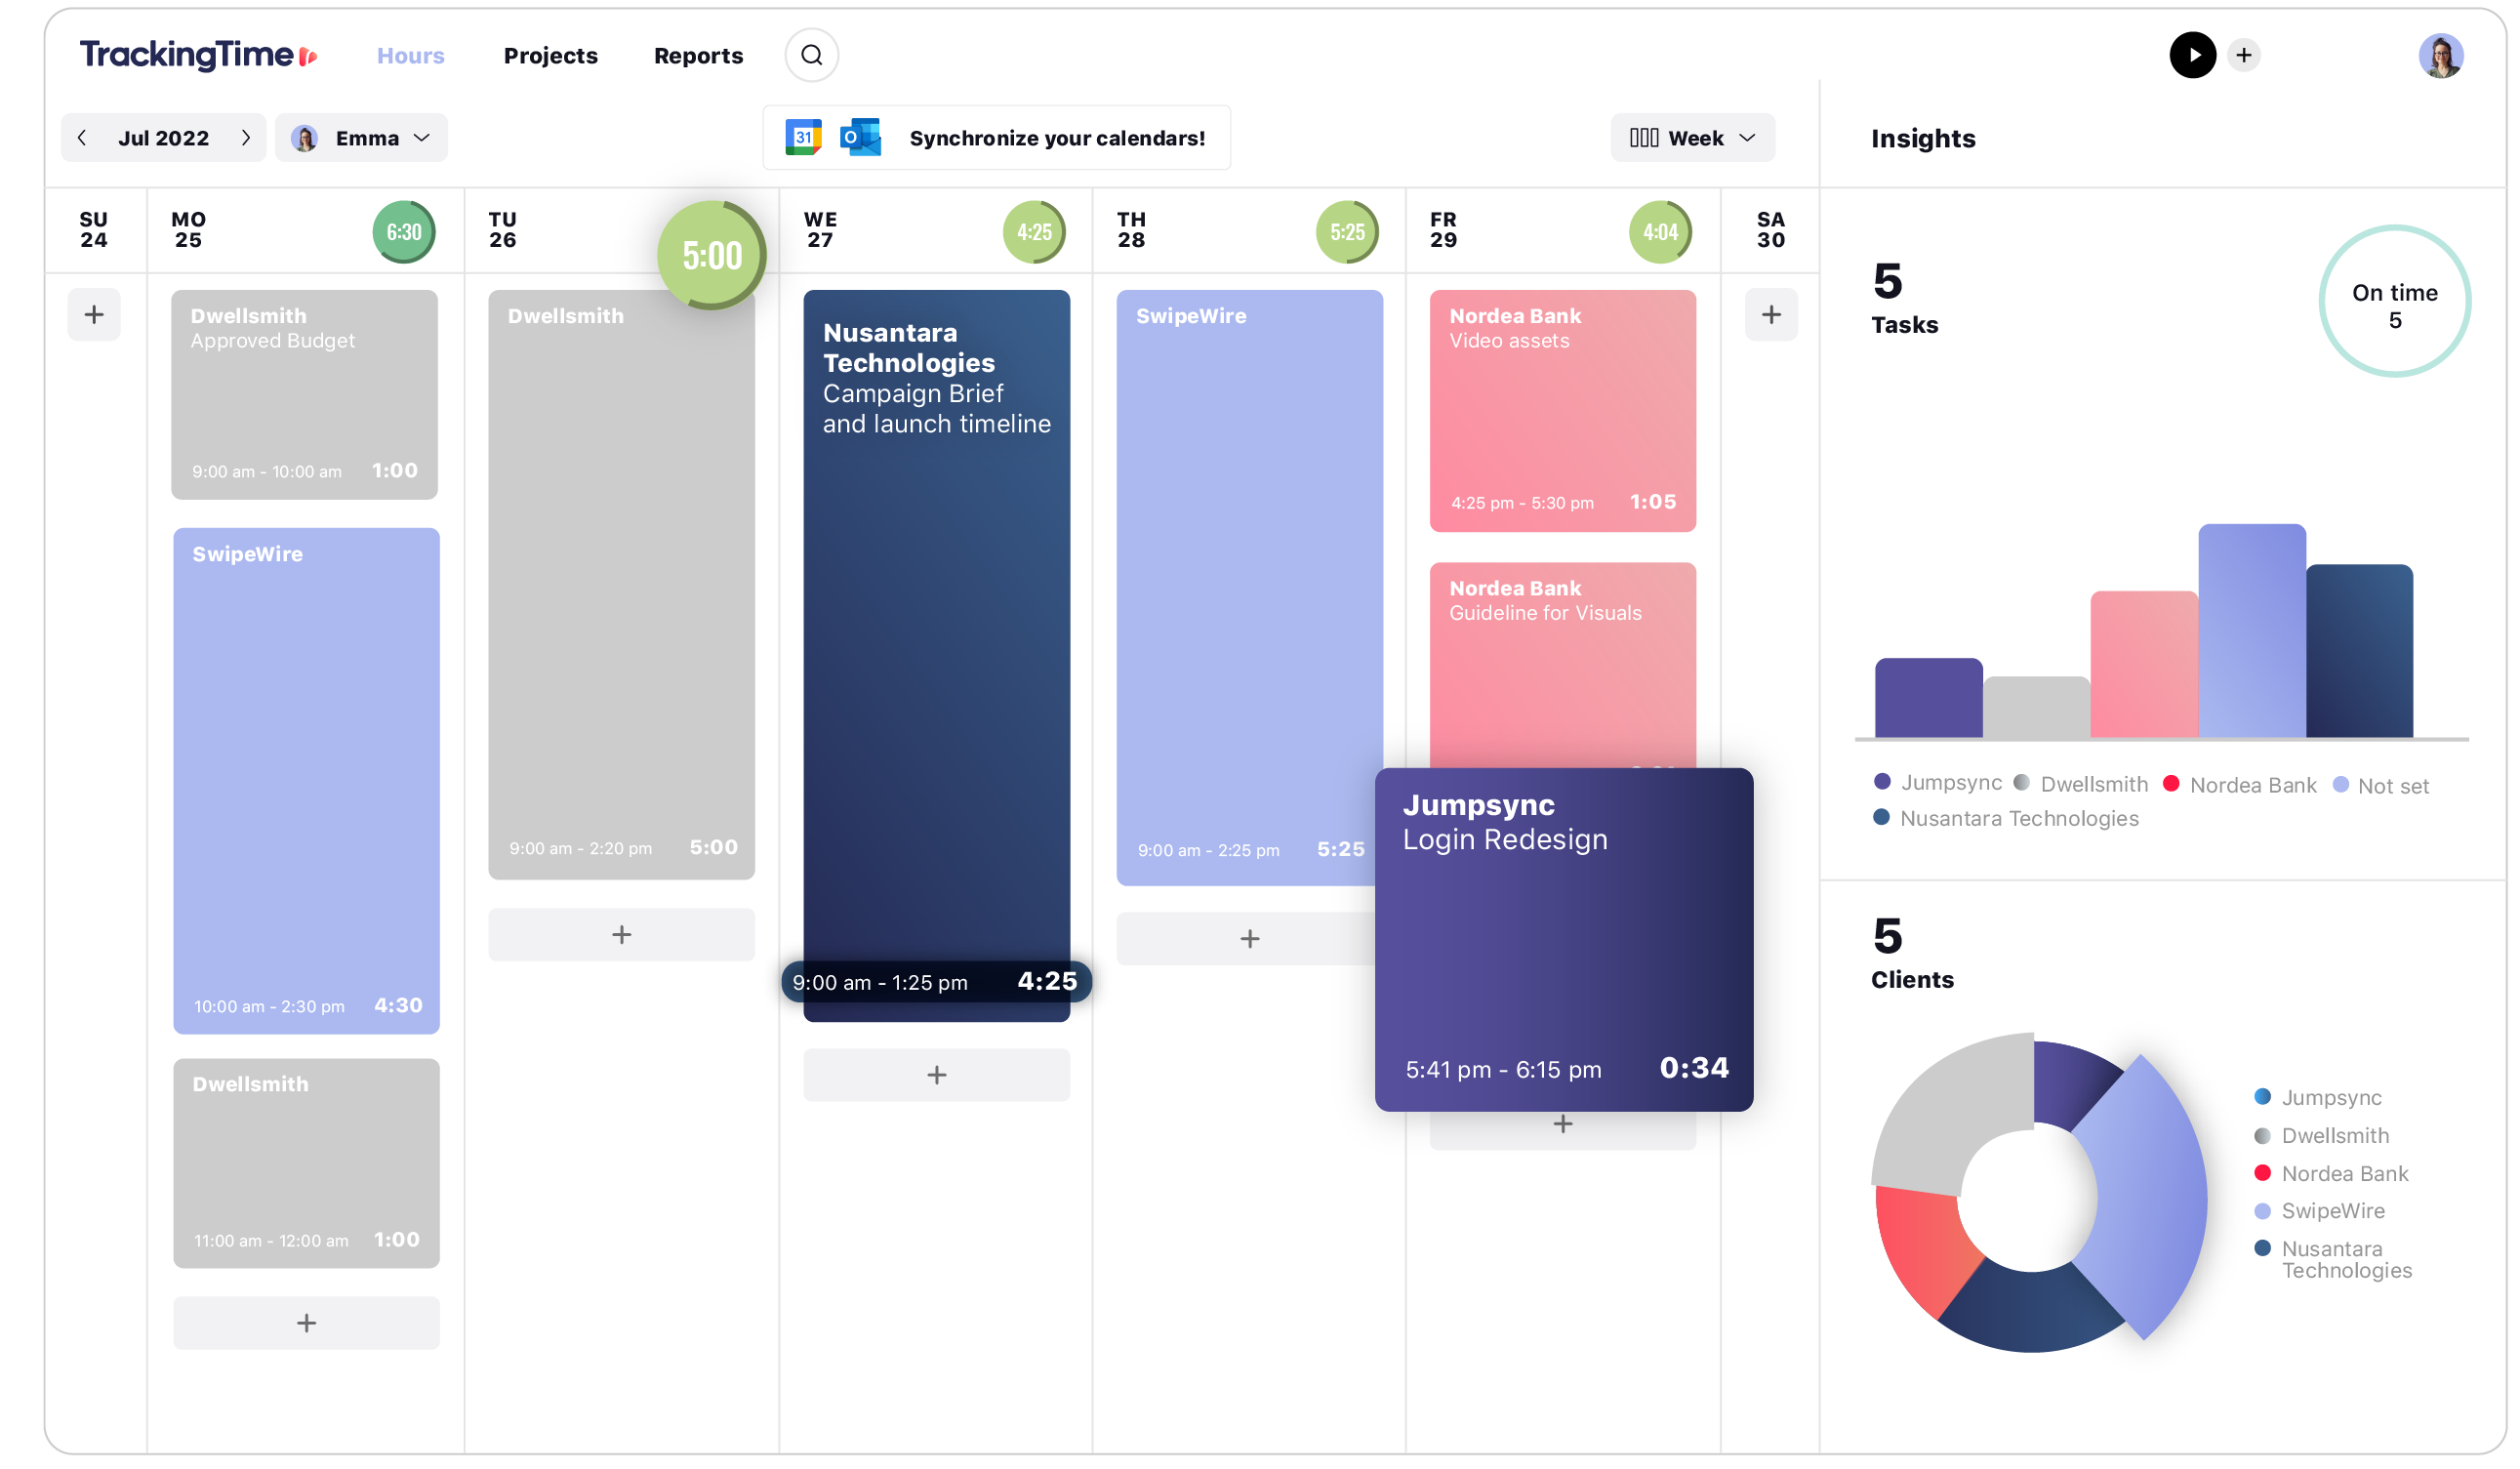 TrackingTime
Hours
Projects
Reports
Jul 2022
Emma
31
O
Synchronize your calendars!
Week
Insights
SU
24
MO
25
6:30
TU
26
5:00
WE
27
4:25
TH
28
5:25
FR
29
4:04
SA
30
Dwellsmith
Approved Budget
9:00 am - 10:00 am 1:00
SwipeWire
10:00 am - 2:30 pm 4:30
Dwellsmith
11:00 am - 12:00 am 1:00
Dwellsmith
9:00 am - 2:20 pm 5:00
Nusantara
Technologies
Campaign Brief
and launch timeline
9:00 am - 1:25 pm 4:25
SwipeWire
9:00 am - 2:25 pm 5:25
Nordea Bank
Video assets
4:25 pm - 5:30 pm 1:05
Nordea Bank
Guideline for Visuals
Jumpsync
Login Redesign
5:41 pm - 6:15 pm 0:34
5
Tasks
On time
5
Jumpsync Dwellsmith Nordea Bank Not set
Nusantara Technologies
5
Clients
Jumpsync
Dwellsmith
Nordea Bank
SwipeWire
Nusantara
Technologies